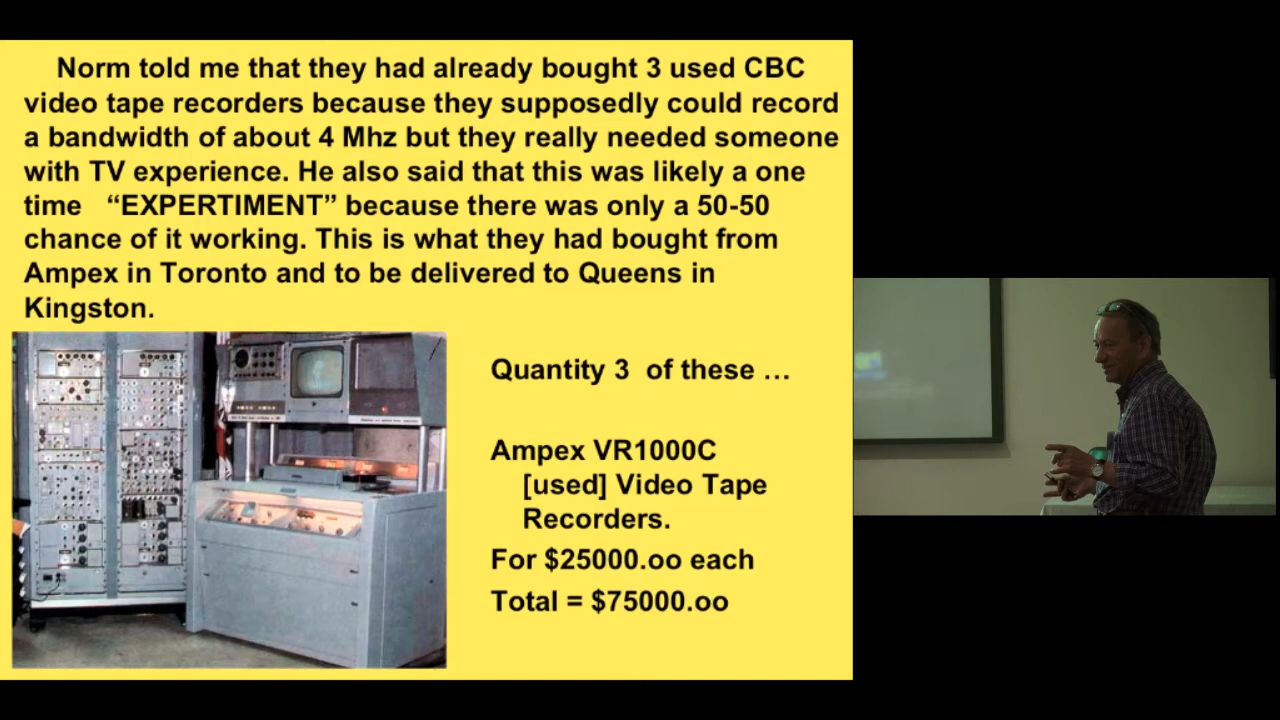 Norm told me that they had already bought 3 used CBC
video tape recorders because they supposedly could record
a bandwidth of about 4 Mhz but they really needed someone
with TV experience. He also said that this was likely a one
time “EXPERTIMENT” because there was only a 50-50
chance of it working. This is what they had bought from
Ampex in Toronto and to be delivered to Queens in
Kingston.
Quantity 3 of these …
Ampex VR1000C
[used] Video Tape
Recorders.
For $25000.oo each
Total = $75000.oo